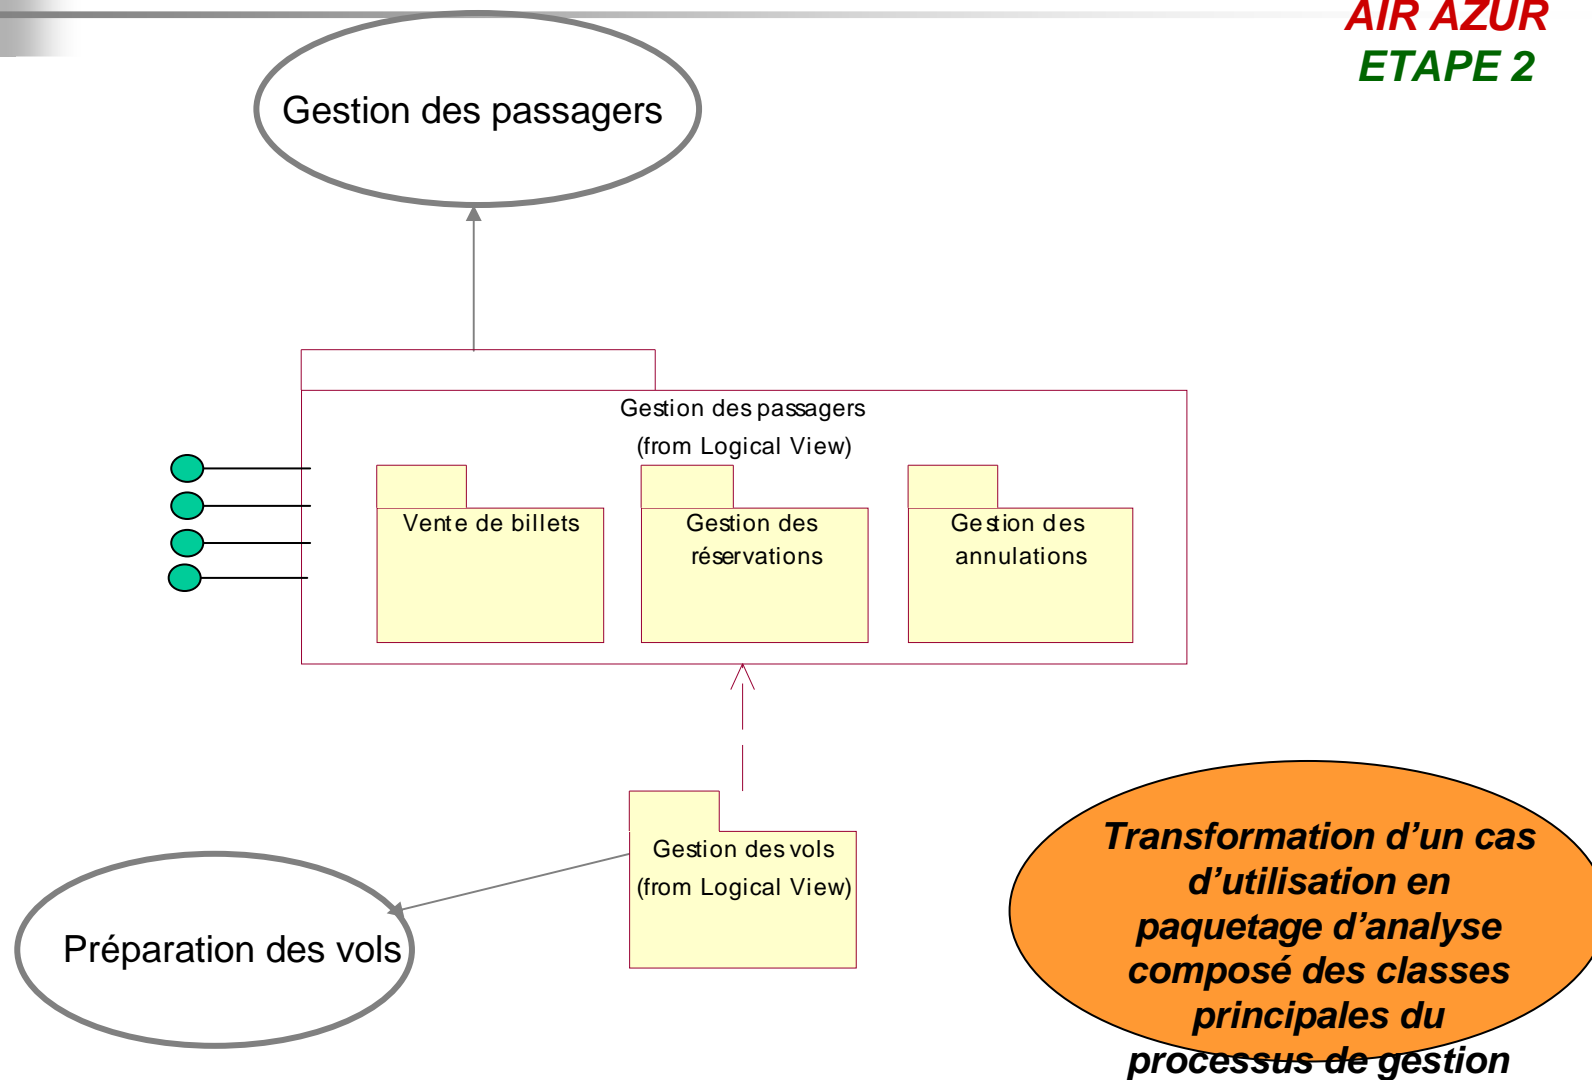 AIR AZUR
ETAPE 2
Gestion des passagers
Gestion des passagers
(from Logical View)
Vente de billets
Gestion des
réservations
Gestion des
annulations
Gestion des vols
(from Logical View)
Préparation des vols
Transformation d’un cas
d’utilisation en
paquetage d’analyse
composé des classes
principales du
processus de gestion